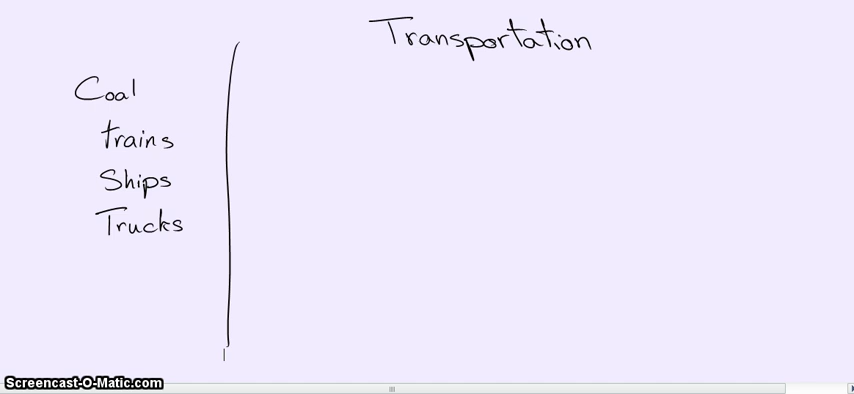 Transportation
Coal
trains
Ships
Trucks
Screencast-O-Matic.com